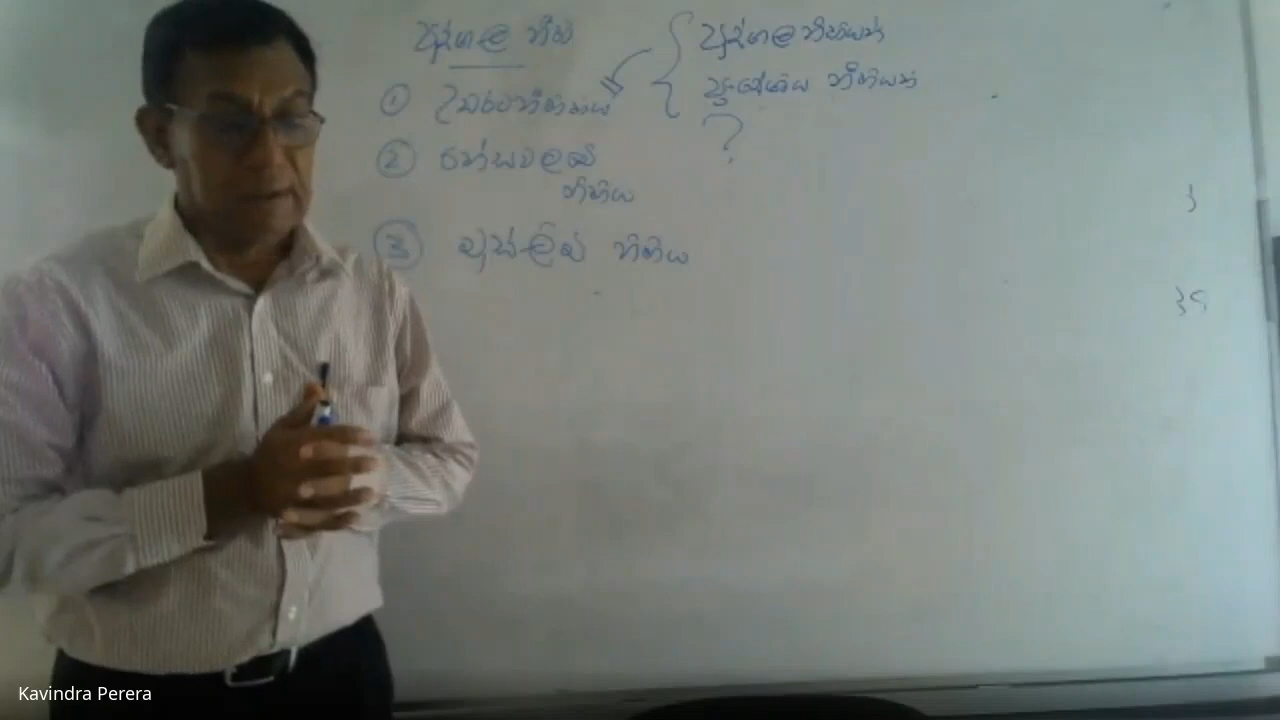 පුද්ගල නීති
① උඩරට නීතිය
② තේසවලමේ
නීතිය
③ මුස්ලිම් නීතිය
පුද්ගල නීතියක්
ප්‍රාදේශීය නීතියක්
?
Kavindra Perera